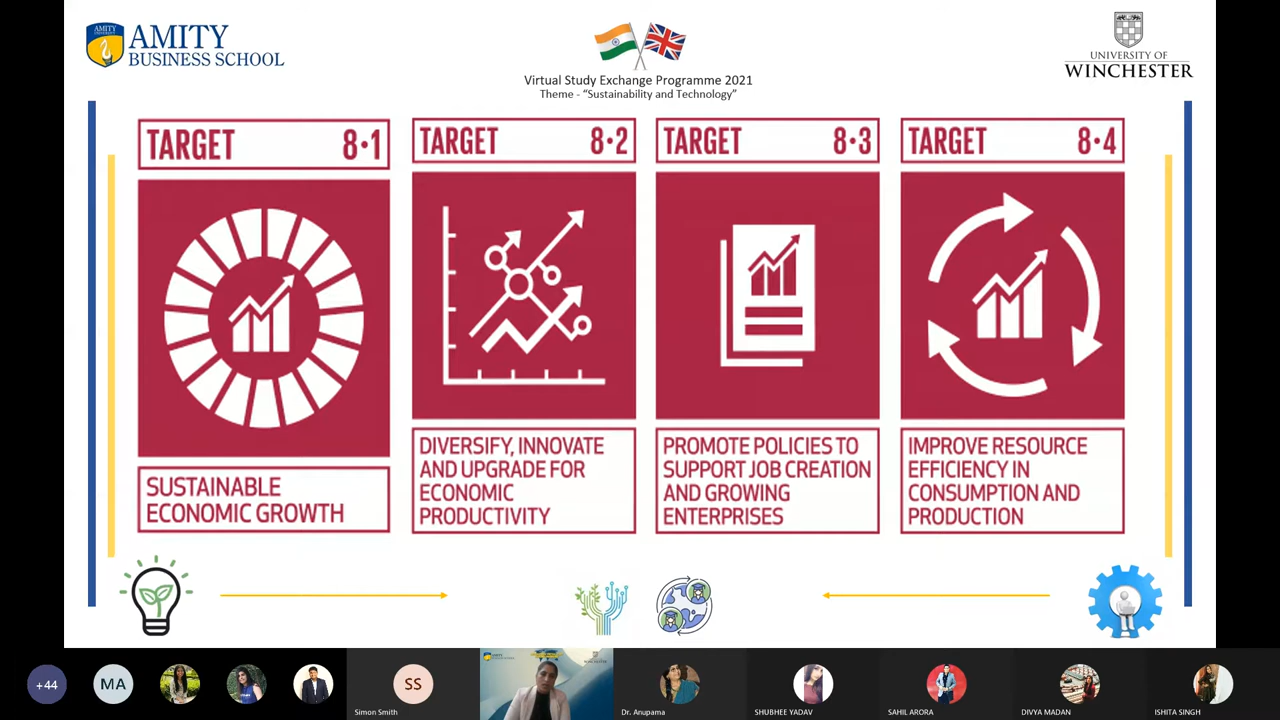 AMITY
BUSINESS SCHOOL
UNIVERSITY OF
WINCHESTER
Virtual Study Exchange Programme 2021
Theme - “Sustainability and Technology”
TARGET 8·1
SUSTAINABLE
ECONOMIC GROWTH
TARGET 8·2
DIVERSIFY, INNOVATE
AND UPGRADE FOR
ECONOMIC
PRODUCTIVITY
TARGET 8·3
PROMOTE POLICIES TO
SUPPORT JOB CREATION
AND GROWING
ENTERPRISES
TARGET 8·4
IMPROVE RESOURCE
EFFICIENCY IN
CONSUMPTION AND
PRODUCTION
+44
MA
SS
Simon Smith
AMITY
Dr. Anupama
SHUBHEE YADAV
SAHIL ARORA
DIVYA MADAN
ISHITA SINGH